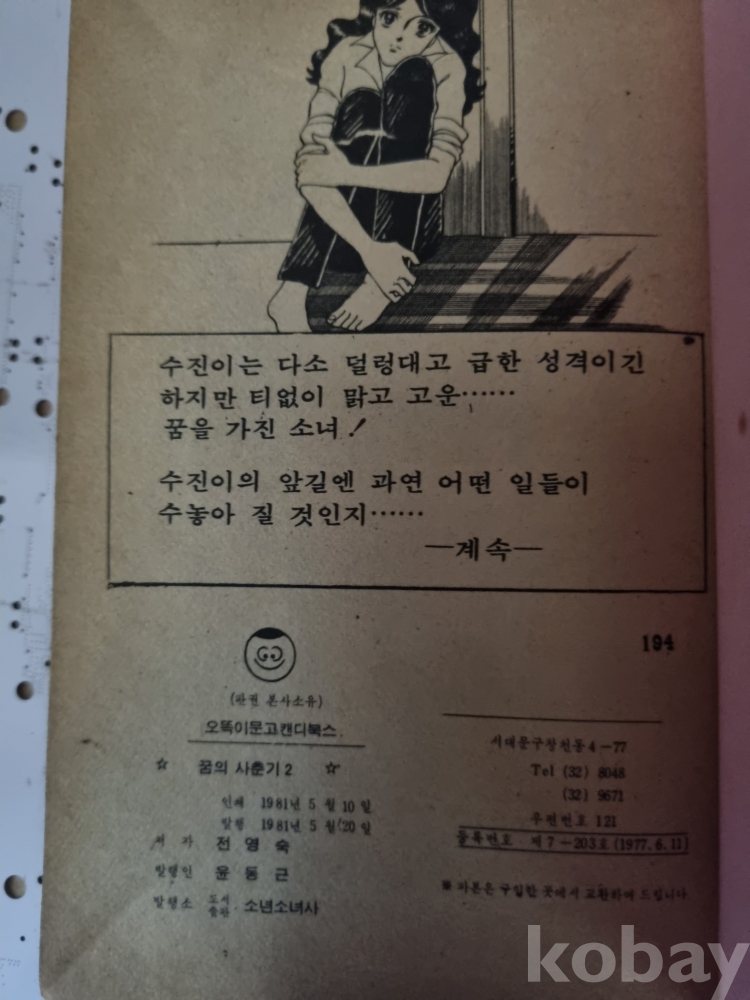 수진이는 다소 덜렁대고 급한 성격이긴
하지만 티없이 맑고 고운……
꿈을 가진 소녀!
수진이의 앞길엔 과연 어떤 일들이
수놓아 질 것인지……
—계속—
194
(판권 본사소유)
오뚝이문고캔디북스
☆ 꿈의 사춘기 2 ☆
인쇄 1981년 5월 10일
발행 1981년 5월 20일
저자 전영숙
발행인 윤동근
발행소 도서출판 소년소녀사
서대문구창천동 4-77
Tel (32) 8048
(32) 9671
우편번호 121
등록번호 제7-203호 (1977.6.11)
※ 파본은 구입한 곳에서 교환하여 드립니다
kobay